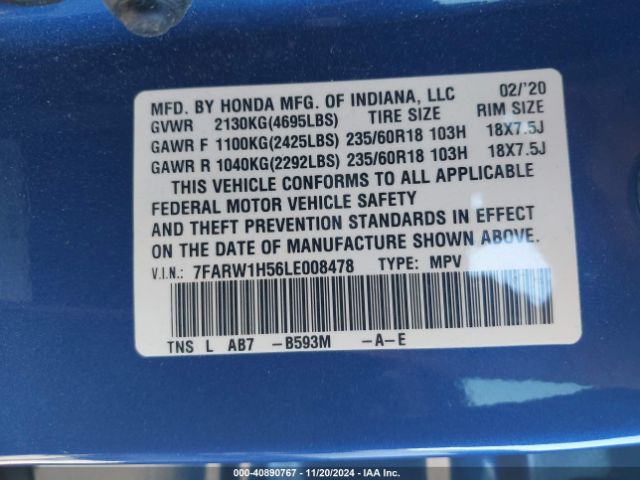 MFD. BY HONDA MFG. OF INDIANA, LLC 02/'20
GVWR 2130KG(4695LBS) TIRE SIZE RIM SIZE
GAWR F 1100KG(2425LBS) 235/60R18 103H 18X7.5J
GAWR R 1040KG(2292LBS) 235/60R18 103H 18X7.5J
THIS VEHICLE CONFORMS TO ALL APPLICABLE
FEDERAL MOTOR VEHICLE SAFETY
AND THEFT PREVENTION STANDARDS IN EFFECT
ON THE DATE OF MANUFACTURE SHOWN ABOVE.
V.I.N.: 7FARW1H56LE008478 TYPE: MPV
TNS L AB7 -B593M -A-E
000-40890767 - 11/20/2024 - IAAI.COM